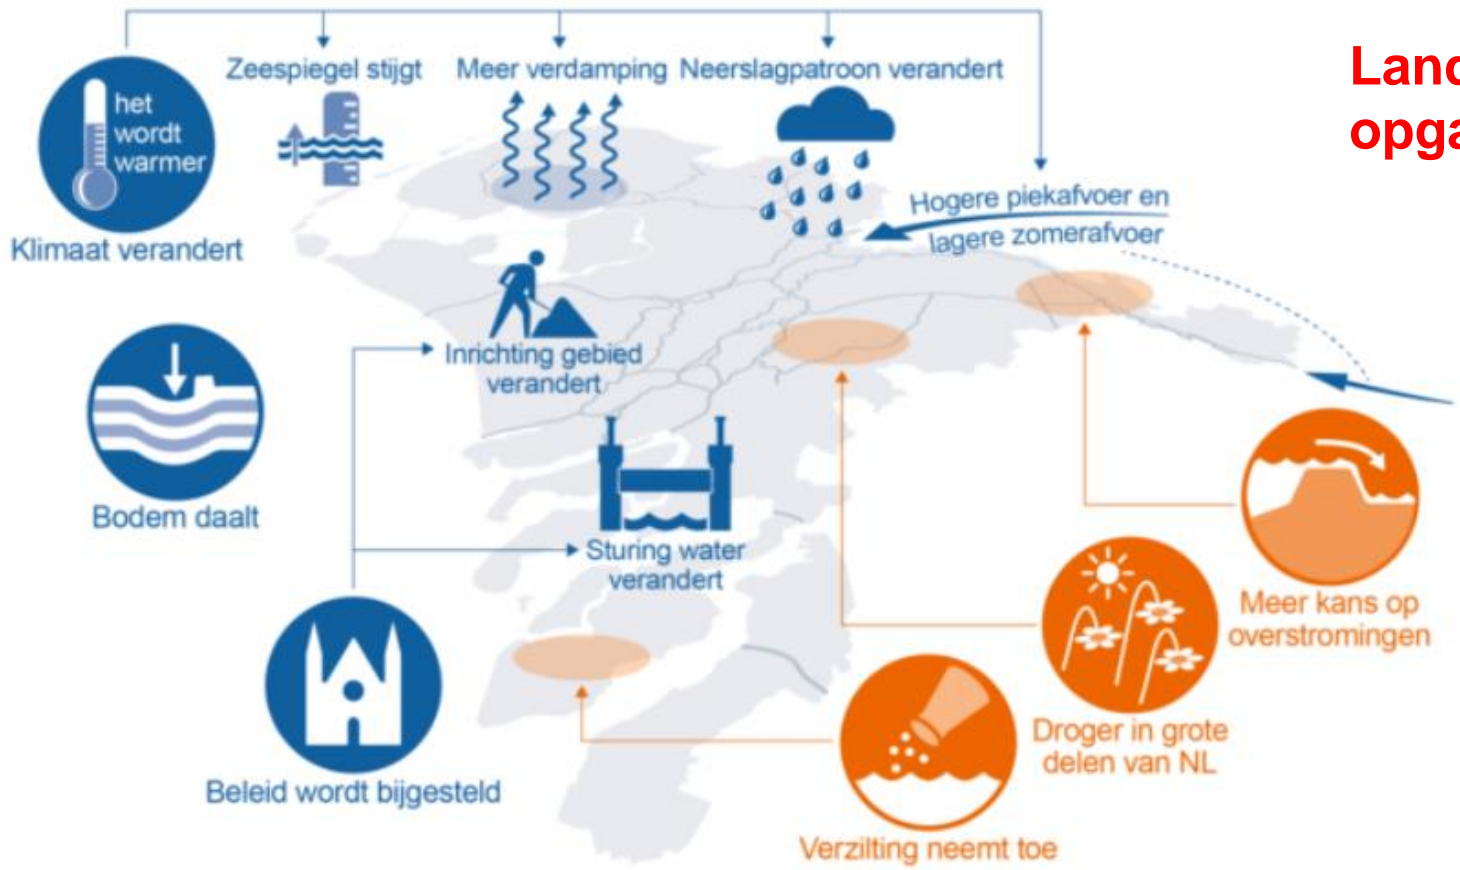 Zeespiegel stijgt
Meer verdamping
Neerslagpatroon verandert
het
wordt
warmer
Klimaat verandert
Hogere piekafvoer en
lagere zomerafvoer
Inrichting gebied
verandert
Bodem daalt
Sturing water
verandert
Beleid wordt bijgesteld
Meer kans op
overstromingen
Droger in grote
delen van NL
Verzilting neemt toe